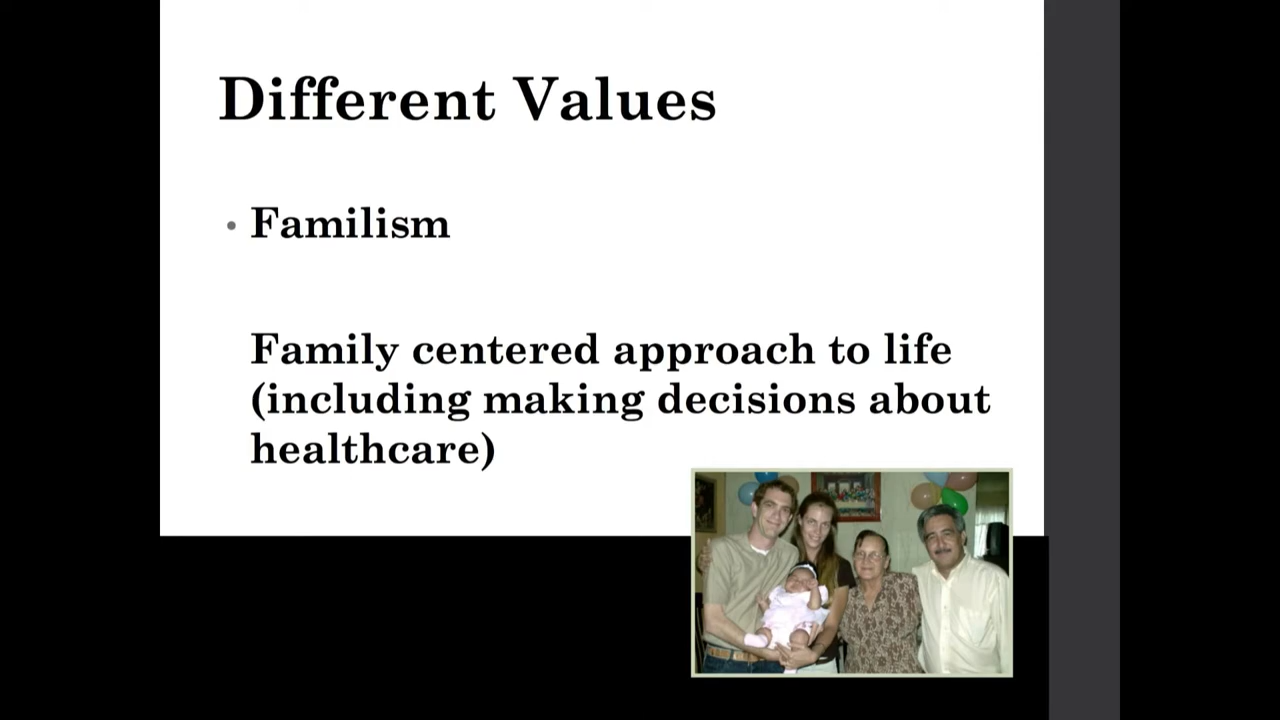 Different Values
• Familism
Family centered approach to life
(including making decisions about
healthcare)